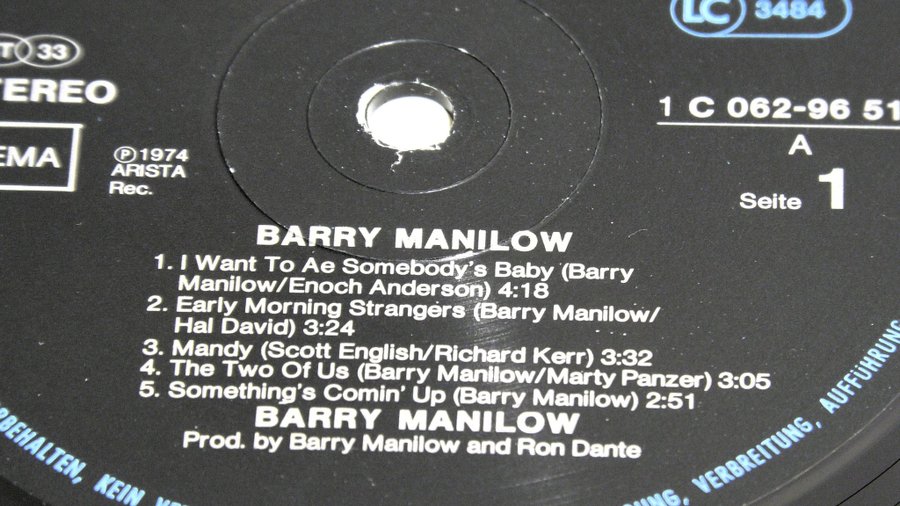 LC 3484
T 33
TEREO
EMA
Ⓟ 1974
ARISTA
Rec.
1 C 062-96 51
A
Seite 1
BARRY MANILOW
1. I Want To Ae Somebody's Baby (Barry
Manilow/Enoch Anderson) 4:18
2. Early Morning Strangers (Barry Manilow/
Hal David) 3:24
3. Mandy (Scott English/Richard Kerr) 3:32
4. The Two Of Us (Barry Manilow/Marty Panzer) 3:05
5. Something's Comin' Up (Barry Manilow) 2:51
BARRY MANILOW
Prod. by Barry Manilow and Ron Dante
RBEHALTEN, KEIN VE
UNG, VERBREITUNG, AUFFÜHRUNG